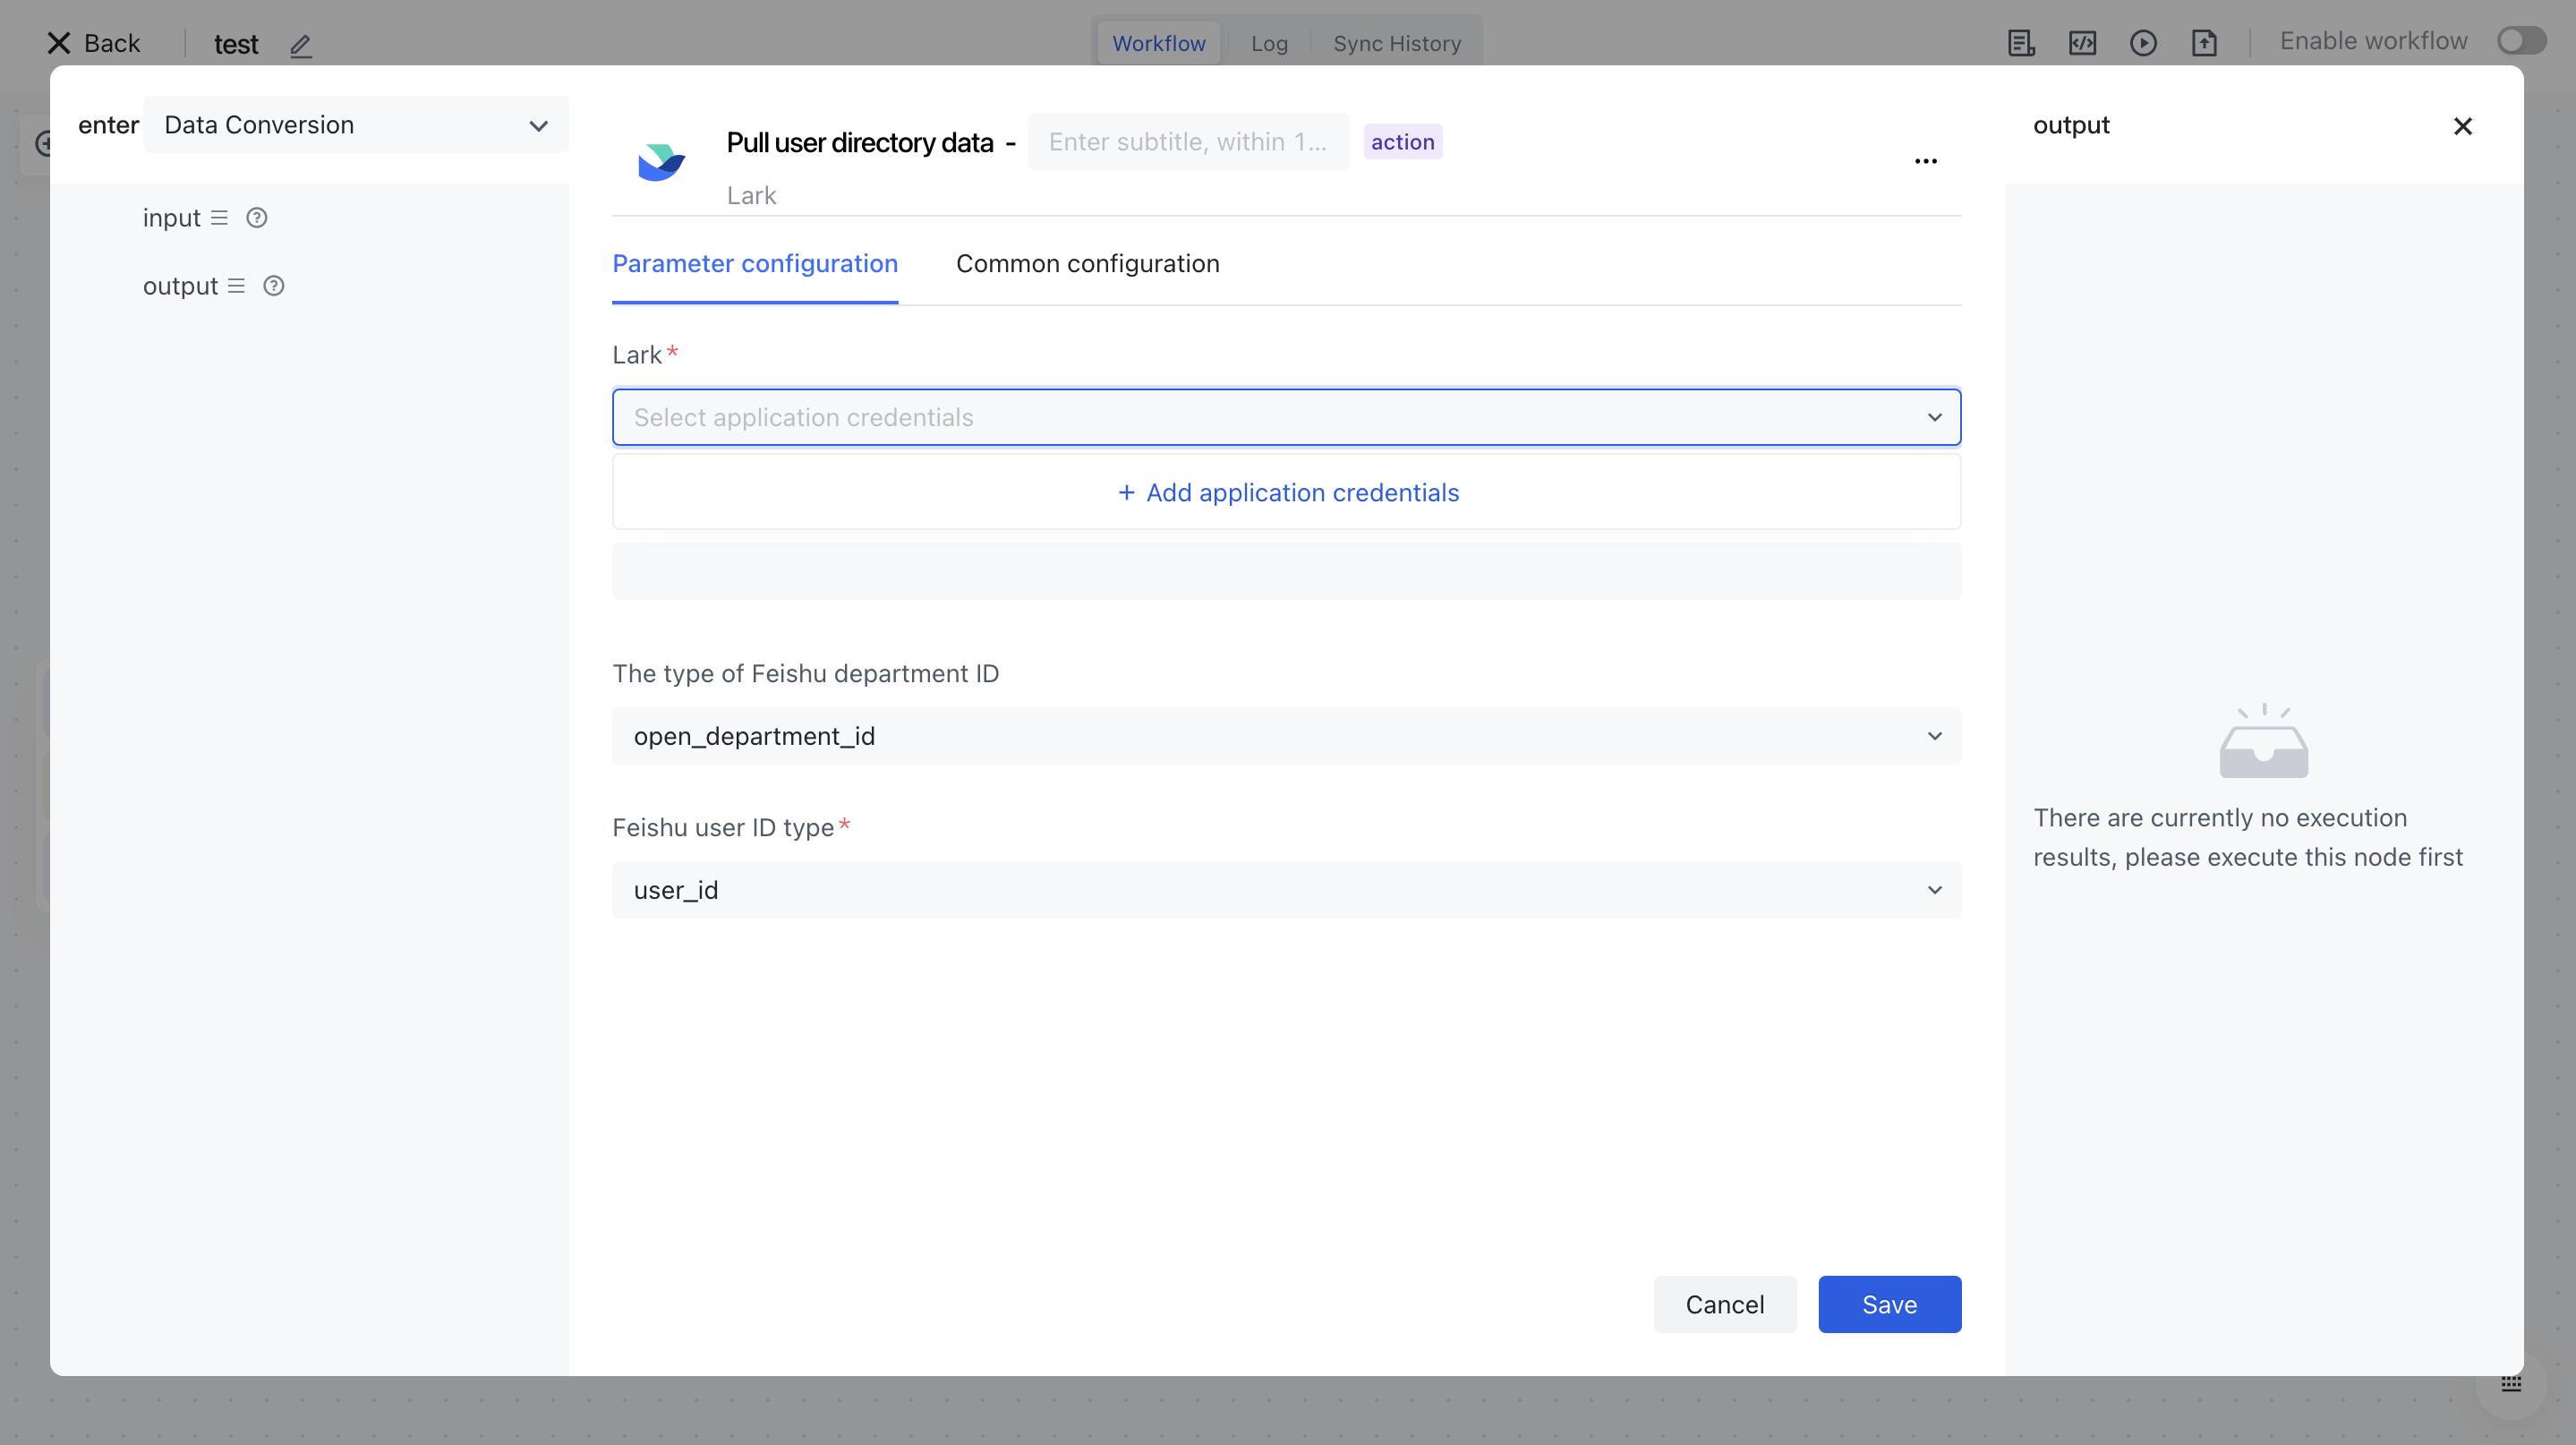 Back
test
Workflow
Log
Sync History
Enable workflow
enter
Data Conversion
input
output
Pull user directory data -
Enter subtitle, within 1...
action
Lark
Parameter configuration
Common configuration
Lark*
Select application credentials
+ Add application credentials
The type of Feishu department ID
open_department_id
Feishu user ID type*
user_id
Cancel
Save
output
There are currently no execution
results, please execute this node first